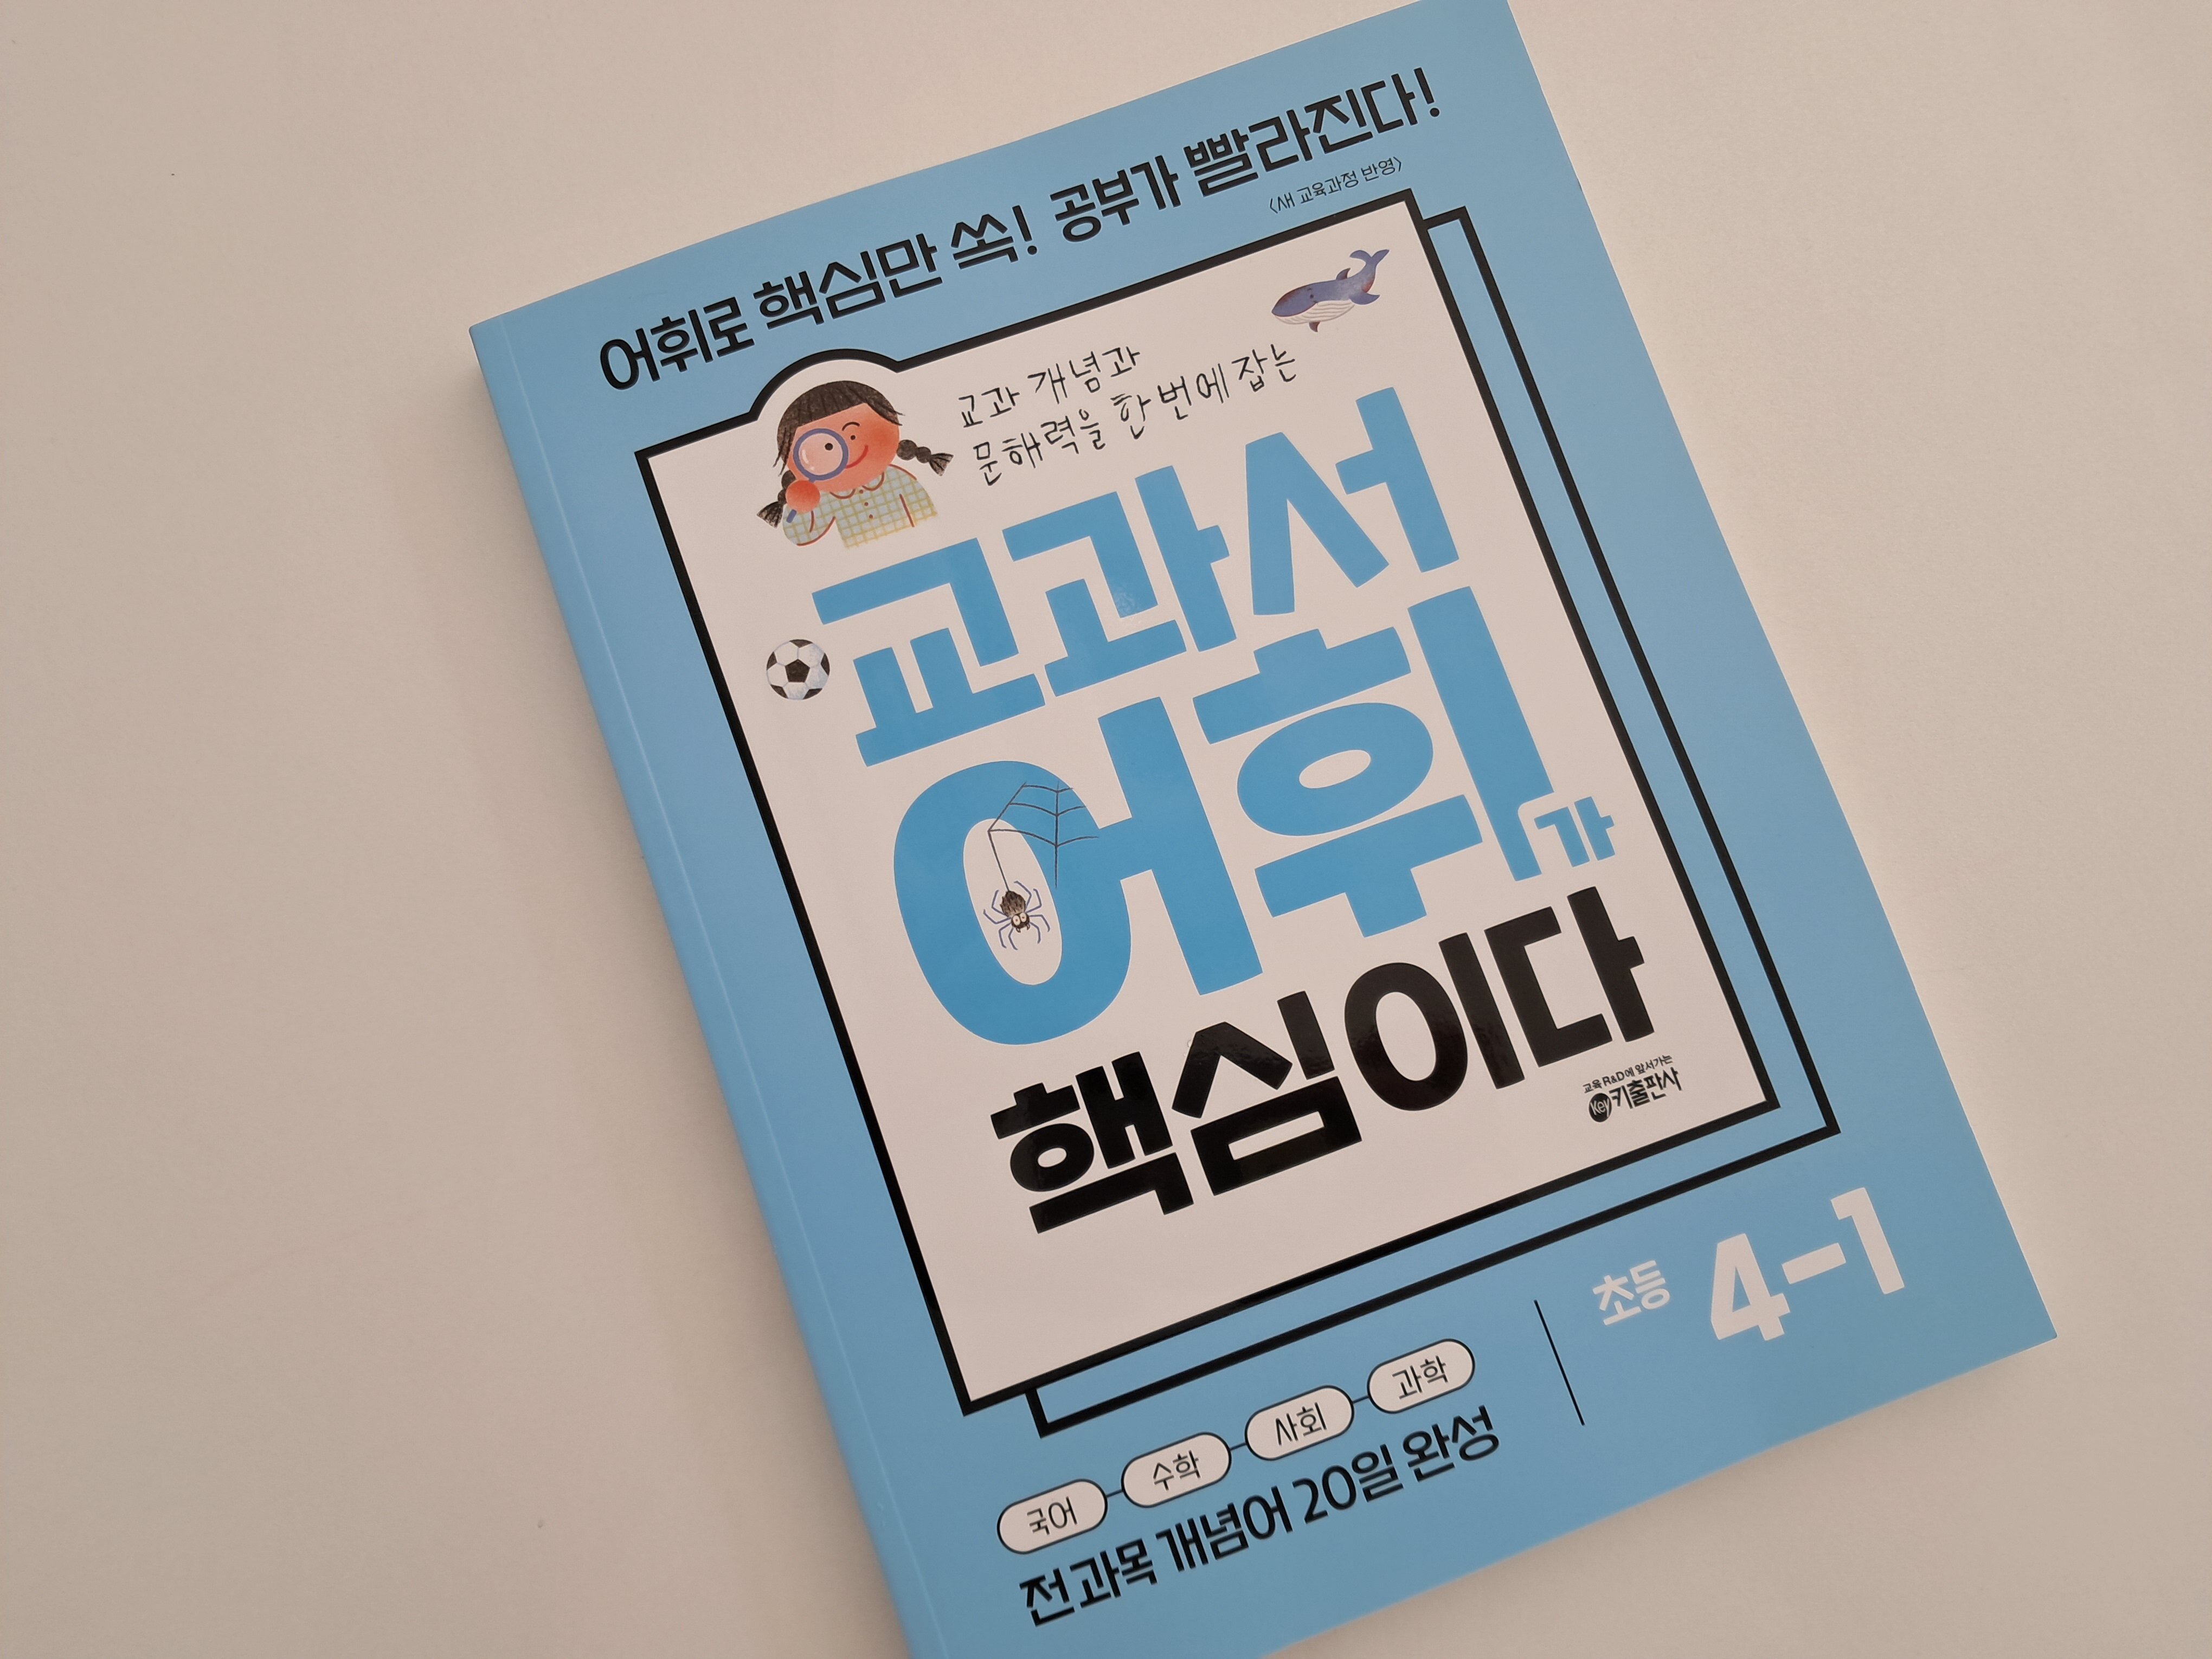 어휘로 핵심만 쏙! 공부가 빨라진다!
<새 교육과정 반영>
교과 개념과
문해력을 한 번에 잡는
교과서
어휘가
핵심이다
교육 R&D에 앞서가는
Key 키출판사
초등 4-1
국어 수학 사회 과학
전 과목 개념어 20일 완성